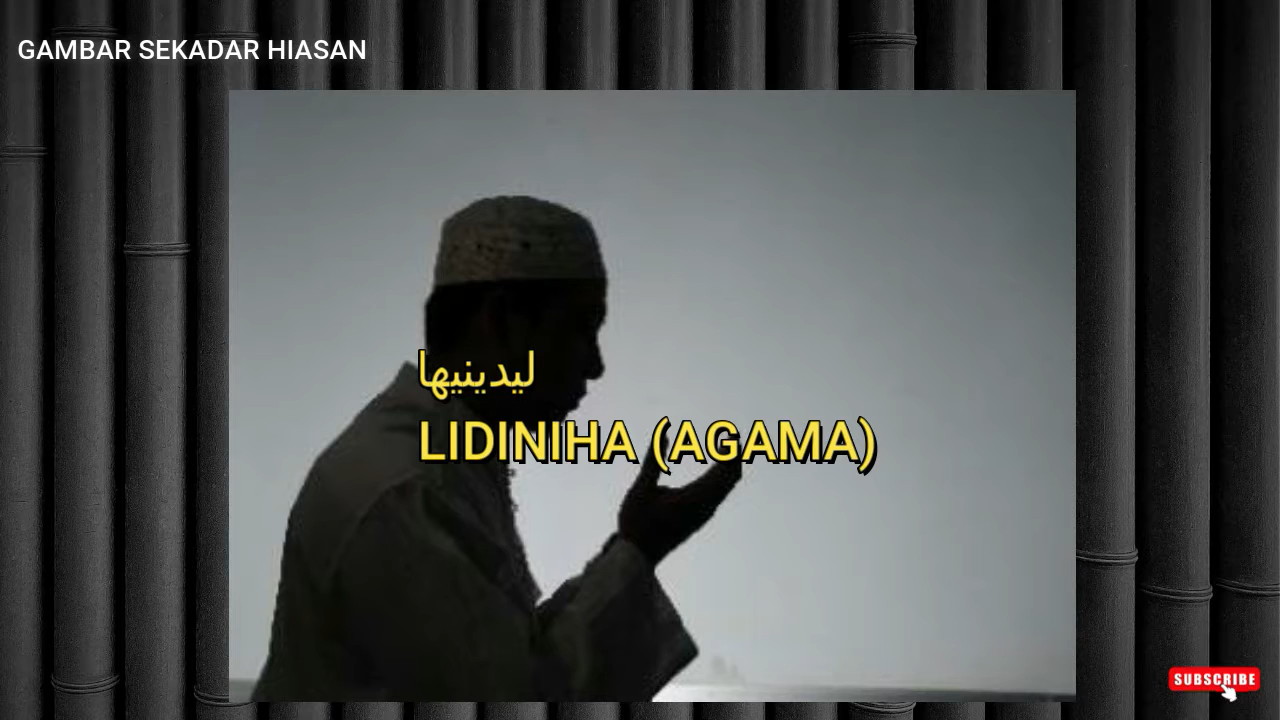 GAMBAR SEKADAR HIASAN
ليدينيها
LIDINIHA (AGAMA)
SUBSCRIBE